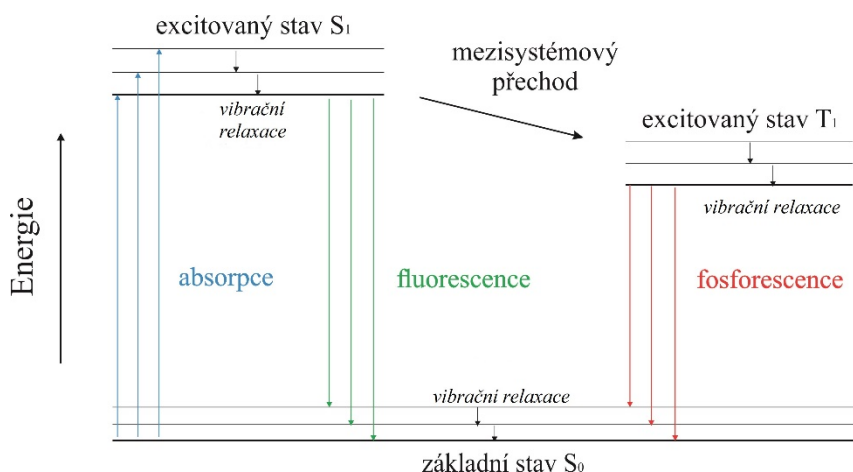 excitovaný stav S₁
mezisystémový
přechod
vibrační
relaxace
excitovaný stav T₁
vibrační relaxace
Energie
absorpce
fluorescence
fosforescence
vibrační relaxace
základní stav S₀